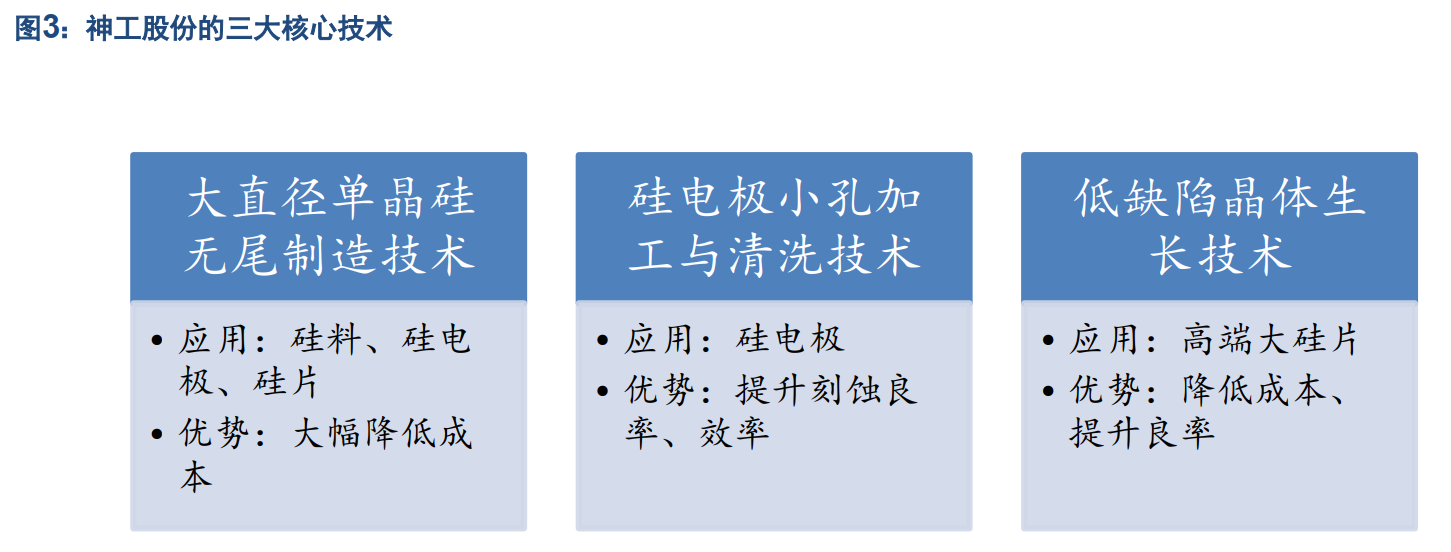 图3：神工股份的三大核心技术
大直径单晶硅
无尾制造技术
• 应用：硅料、硅电
极、硅片
• 优势：大幅降低成
本
硅电极小孔加
工与清洗技术
• 应用：硅电极
• 优势：提升刻蚀良
率、效率
低缺陷晶体生
长技术
• 应用：高端大硅片
• 优势：降低成本、
提升良率